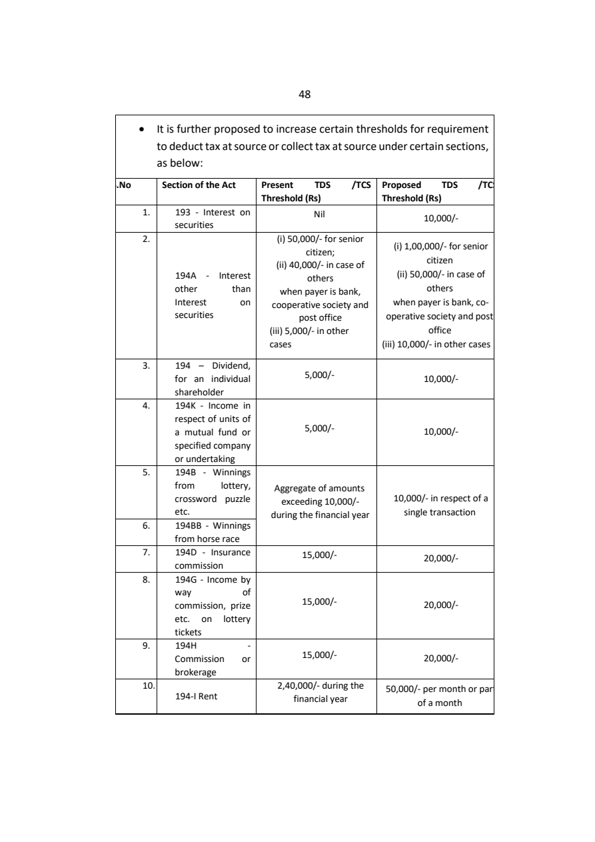 48
• It is further proposed to increase certain thresholds for requirement
to deduct tax at source or collect tax at source under certain sections,
as below:
.No Section of the Act Present TDS /TCS Threshold (Rs) Proposed TDS /TC Threshold (Rs)
1. 193 - Interest on
securities
Nil
10,000/-
2. 194A - Interest
other than
Interest on
securities
(i) 50,000/- for senior
citizen;
(ii) 40,000/- in case of
others
when payer is bank,
cooperative society and
post office
(iii) 5,000/- in other
cases
(i) 1,00,000/- for senior
citizen
(ii) 50,000/- in case of
others
when payer is bank, co-
operative society and post
office
(iii) 10,000/- in other cases
3. 194 – Dividend,
for an individual
shareholder
5,000/-
10,000/-
4. 194K - Income in
respect of units of
a mutual fund or
specified company
or undertaking
5,000/-
10,000/-
5. 194B - Winnings
from lottery,
crossword puzzle
etc.
Aggregate of amounts
exceeding 10,000/-
during the financial year
10,000/- in respect of a
single transaction
6. 194BB - Winnings
from horse race
7. 194D - Insurance
commission
15,000/-
20,000/-
8. 194G - Income by
way of
commission, prize
etc. on lottery
tickets
15,000/-
20,000/-
9. 194H -
Commission or
brokerage
15,000/-
20,000/-
10. 194-I Rent
2,40,000/- during the
financial year
50,000/- per month or par
of a month